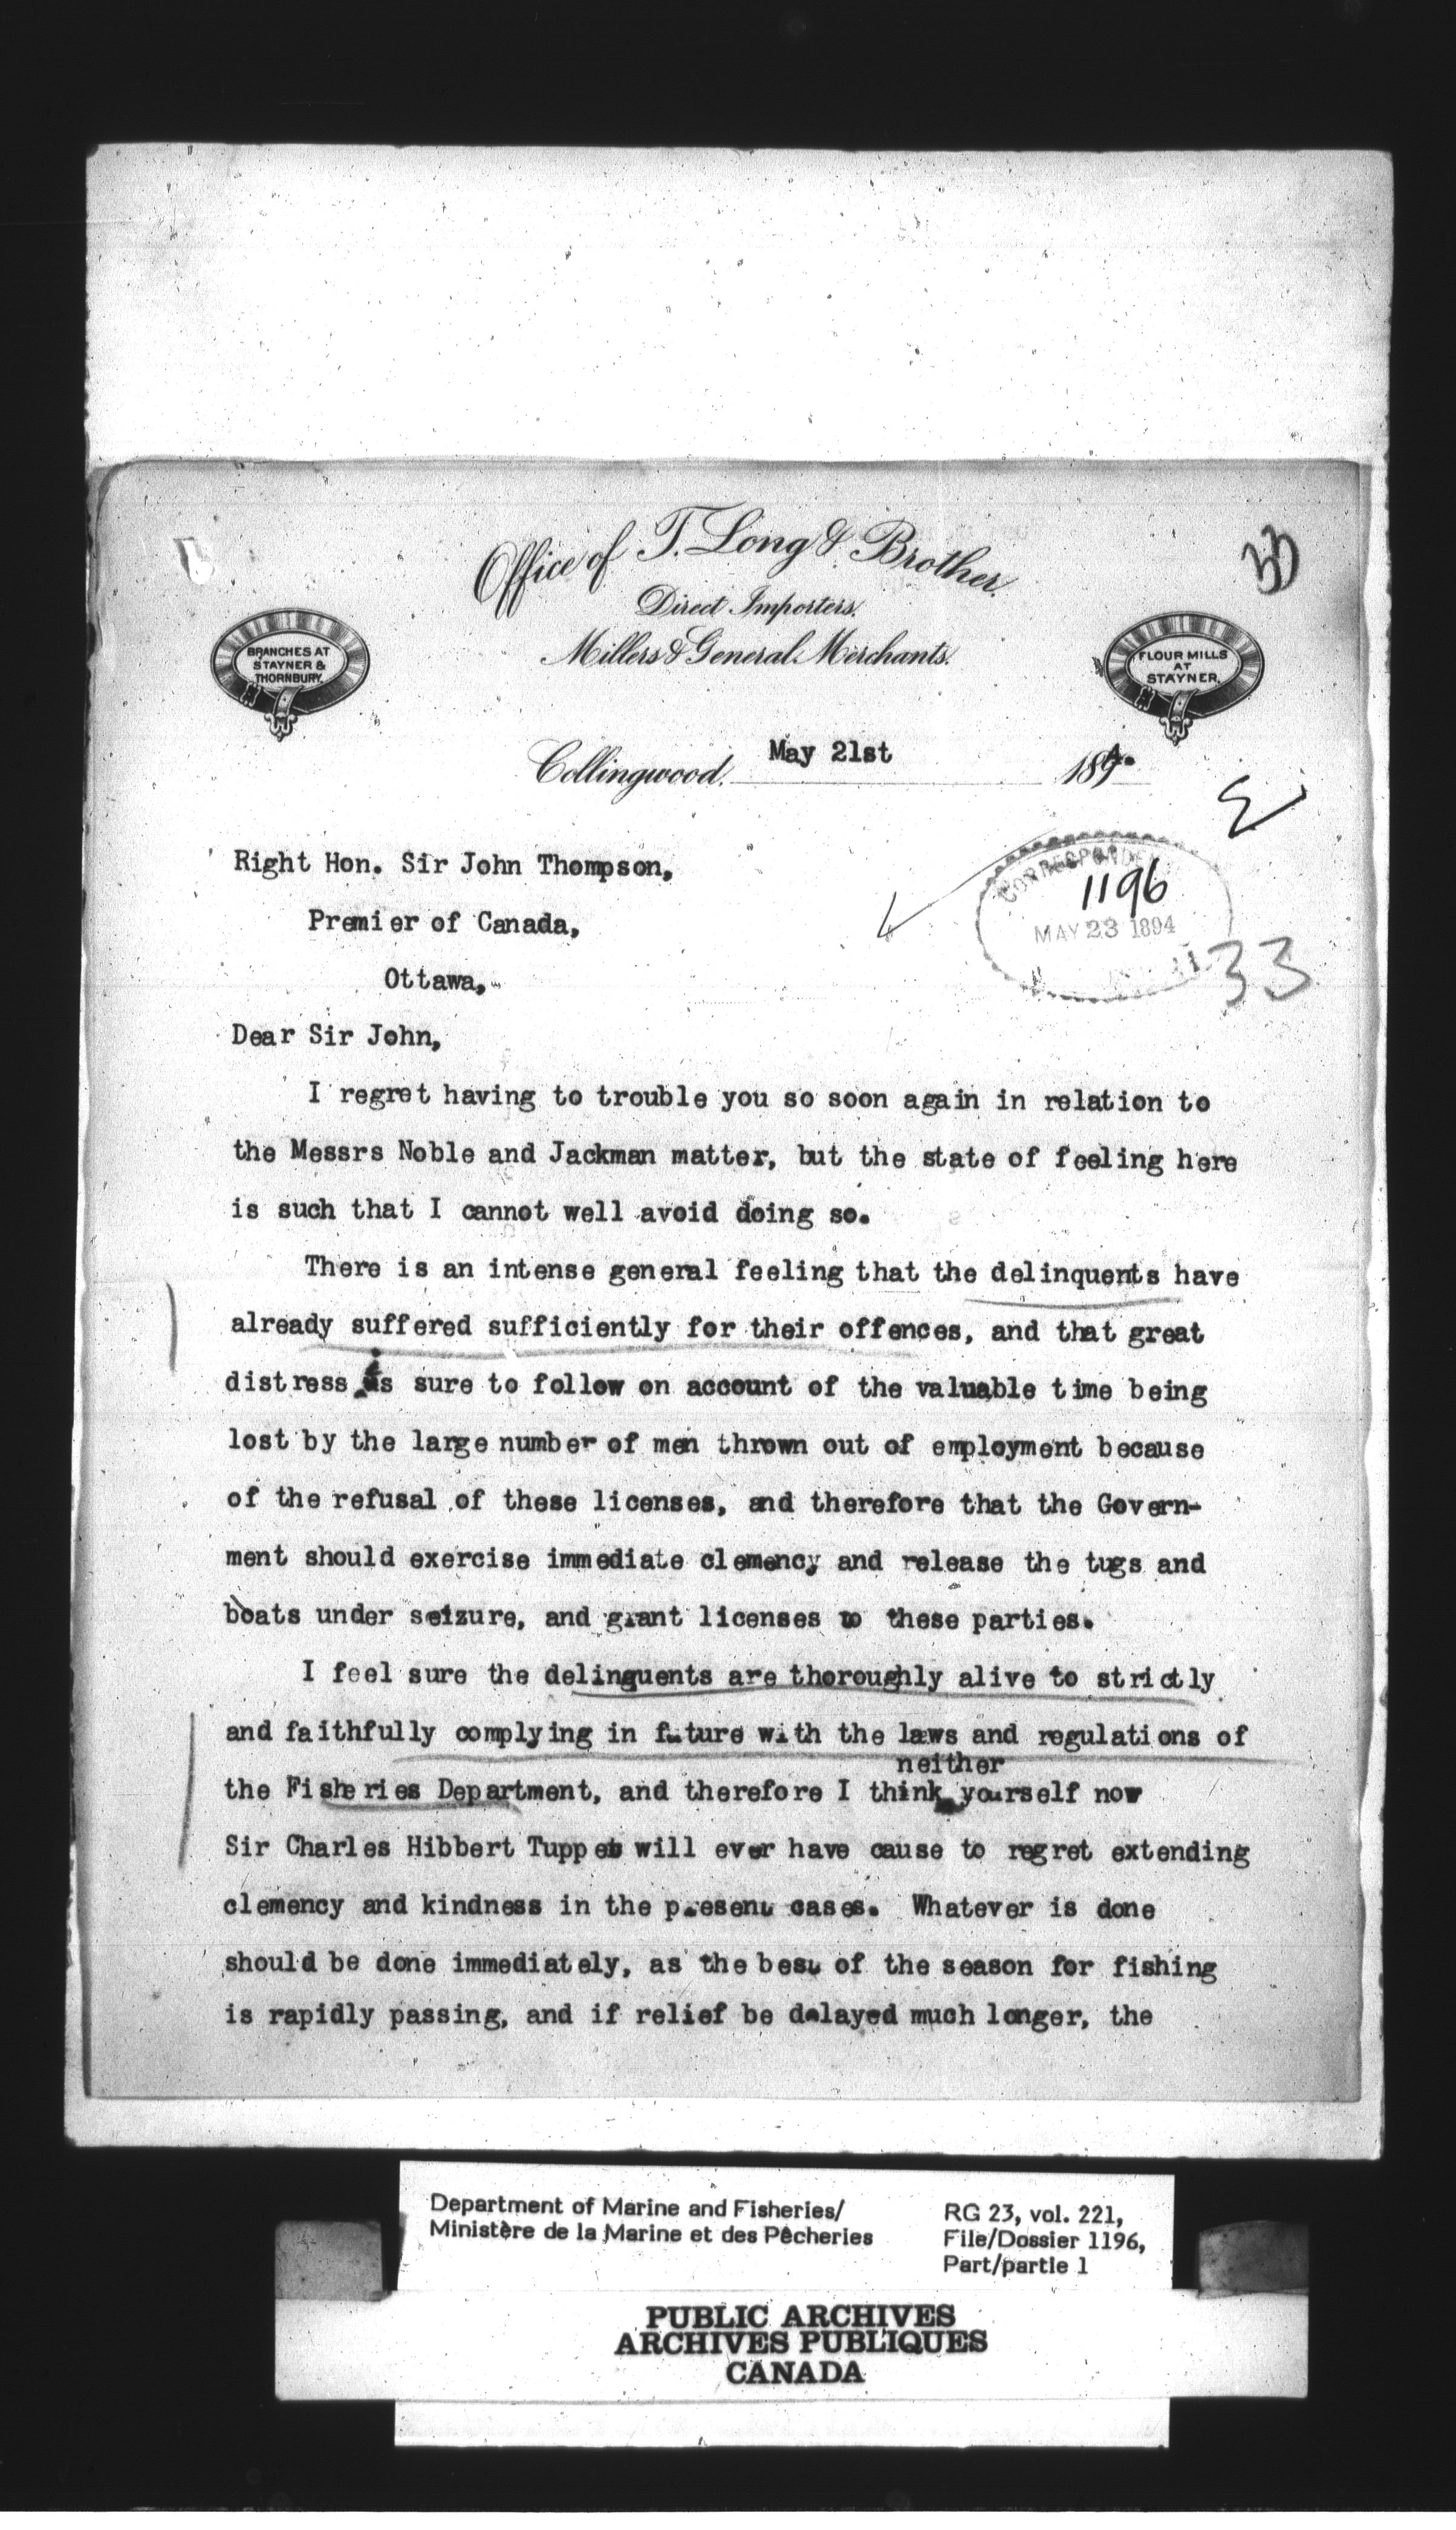 33
Office of T. Long & Brother.
Direct Importers.
Millers & General Merchants.
BRANCHES AT
STAYNER &
THORNBURY.
FLOUR MILLS
AT
STAYNER.
Collingwood, May 21st 1894.
Right Hon. Sir John Thompson,
Premier of Canada,
Ottawa,
CORRESPONDE
1196
MAY 23 1894
33
Dear Sir John,
I regret having to trouble you so soon again in relation to
the Messrs Noble and Jackman matter, but the state of feeling here
is such that I cannot well avoid doing so.
There is an intense general feeling that the delinquents have
already suffered sufficiently for their offences, and that great
distress is sure to follow on account of the valuable time being
lost by the large number of men thrown out of employment because
of the refusal of these licenses, and therefore that the Govern-
ment should exercise immediate clemency and release the tugs and
boats under seizure, and grant licenses to these parties.
I feel sure the delinquents are thoroughly alive to strictly
and faithfully complying in future with the laws and regulations of
neither
the Fisheries Department, and therefore I think yourself nor
Sir Charles Hibbert Tupper will ever have cause to regret extending
clemency and kindness in the present cases. Whatever is done
should be done immediately, as the best of the season for fishing
is rapidly passing, and if relief be delayed much longer, the
Department of Marine and Fisheries/
Ministère de la Marine et des Pêcheries
RG 23, vol. 221,
File/Dossier 1196,
Part/partie 1
PUBLIC ARCHIVES
ARCHIVES PUBLIQUES
CANADA